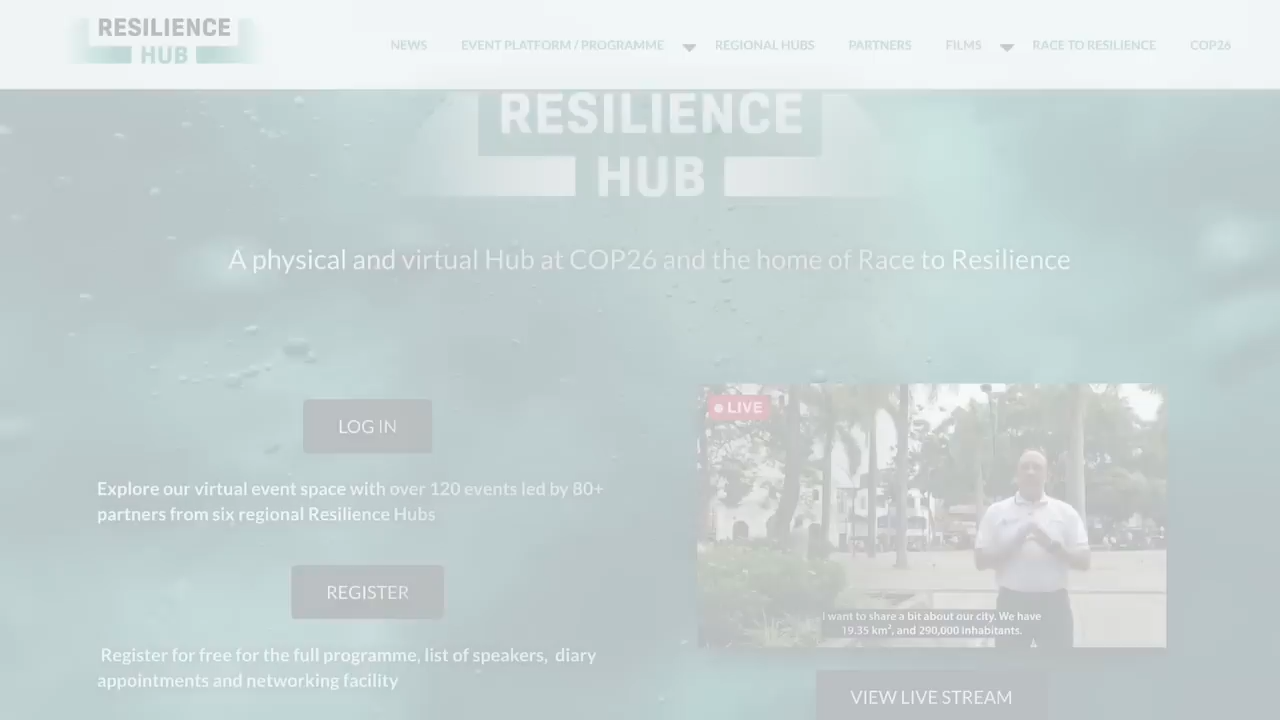 RESILIENCE
HUB
NEWS
EVENT PLATFORM / PROGRAMME
REGIONAL HUBS
PARTNERS
FILMS
RACE TO RESILIENCE
COP26
RESILIENCE
HUB
A physical and virtual Hub at COP26 and the home of Race to Resilience
LOG IN
Explore our virtual event space with over 120 events led by 80+
partners from six regional Resilience Hubs
REGISTER
Register for free for the full programme, list of speakers, diary
appointments and networking facility
LIVE
I want to share a bit about our city. We have
19.35 km², and 290,000 inhabitants.
VIEW LIVE STREAM